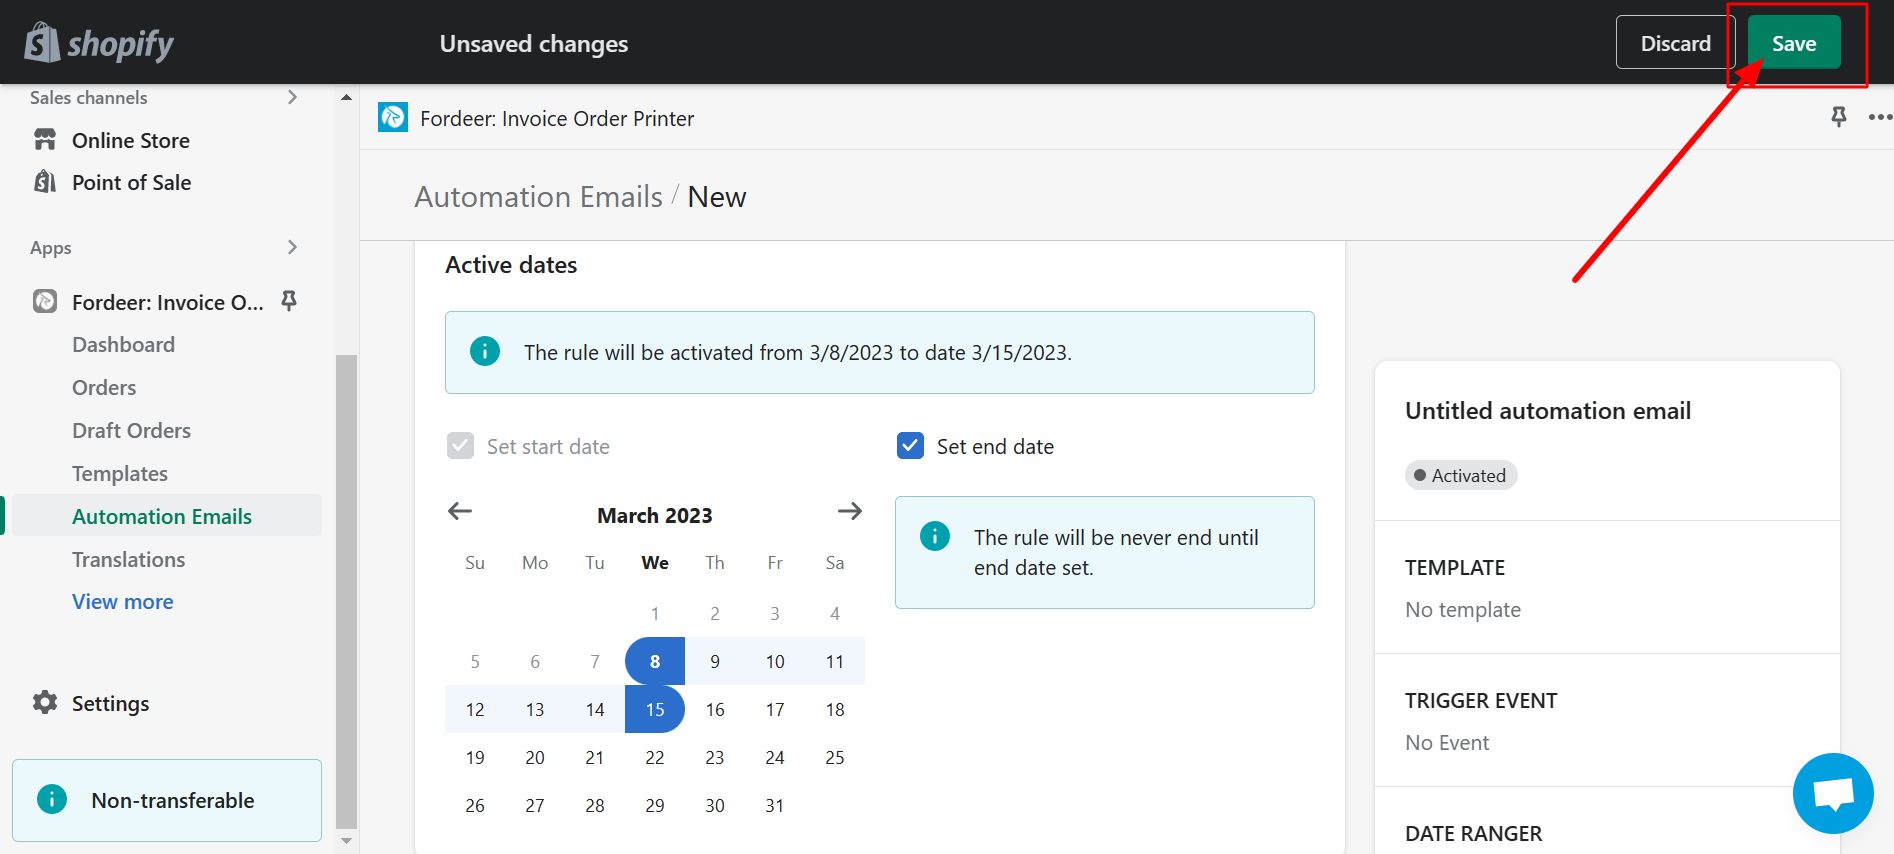 shopify
Unsaved changes
Discard
Save
Sales channels
Online Store
Point of Sale
Apps
Fordeer: Invoice O...
Dashboard
Orders
Draft Orders
Templates
Automation Emails
Translations
View more
Settings
Non-transferable
Fordeer: Invoice Order Printer
Automation Emails / New
Active dates
The rule will be activated from 3/8/2023 to date 3/15/2023.
Set start date
March 2023
Su Mo Tu We Th Fr Sa
1 2 3 4
5 6 7 8 9 10 11
12 13 14 15 16 17 18
19 20 21 22 23 24 25
26 27 28 29 30 31
Set end date
The rule will be never end until
end date set.
Untitled automation email
Activated
TEMPLATE
No template
TRIGGER EVENT
No Event
DATE RANGER